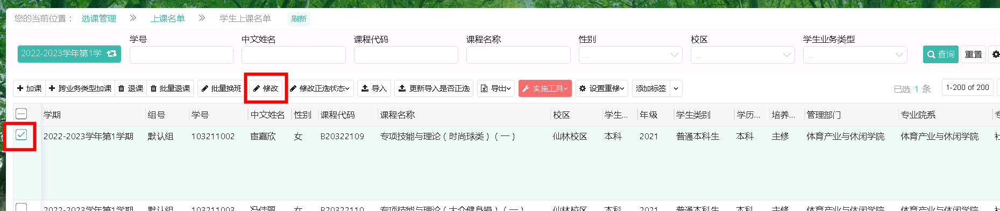 您的当前位置： 选课管理 » 上课名单 » 学生上课名单 刷新
学号 中文姓名 课程代码 课程名称 性别 校区 学生业务类型
2022-2023学年第1学 ... ... ... 查询 重置
加课 跨业务类型加课 退课 批量退课 批量换班 修改 修改正选状态 导入 更新导入是否正选 导出 实施工具 设置重修 添加标签 已选 1 条 1-200 of 200
学期 组号 学号 中文姓名 性别 课程代码 课程名称 校区 学生... 年级 学生类别 学历... 培养... 管理部门 专业院系
2022-2023学年第1学期 默认组 103211002 宦嘉欣 女 B20322109 专项技能与理论（时尚球类）（一） 仙林校区 本科 2021 普通本科生 本科 主修 体育产业与休闲学院 体育产业与休闲学院
2022-2023学年第1学期 默认组 103211003 冯佳丽 女 B20322110 专项技能与理论（大众健身操）（一） 仙林校区 本科 2021 普通本科生 本科 主修 体育产业与休闲学院 体育产业与休闲学院